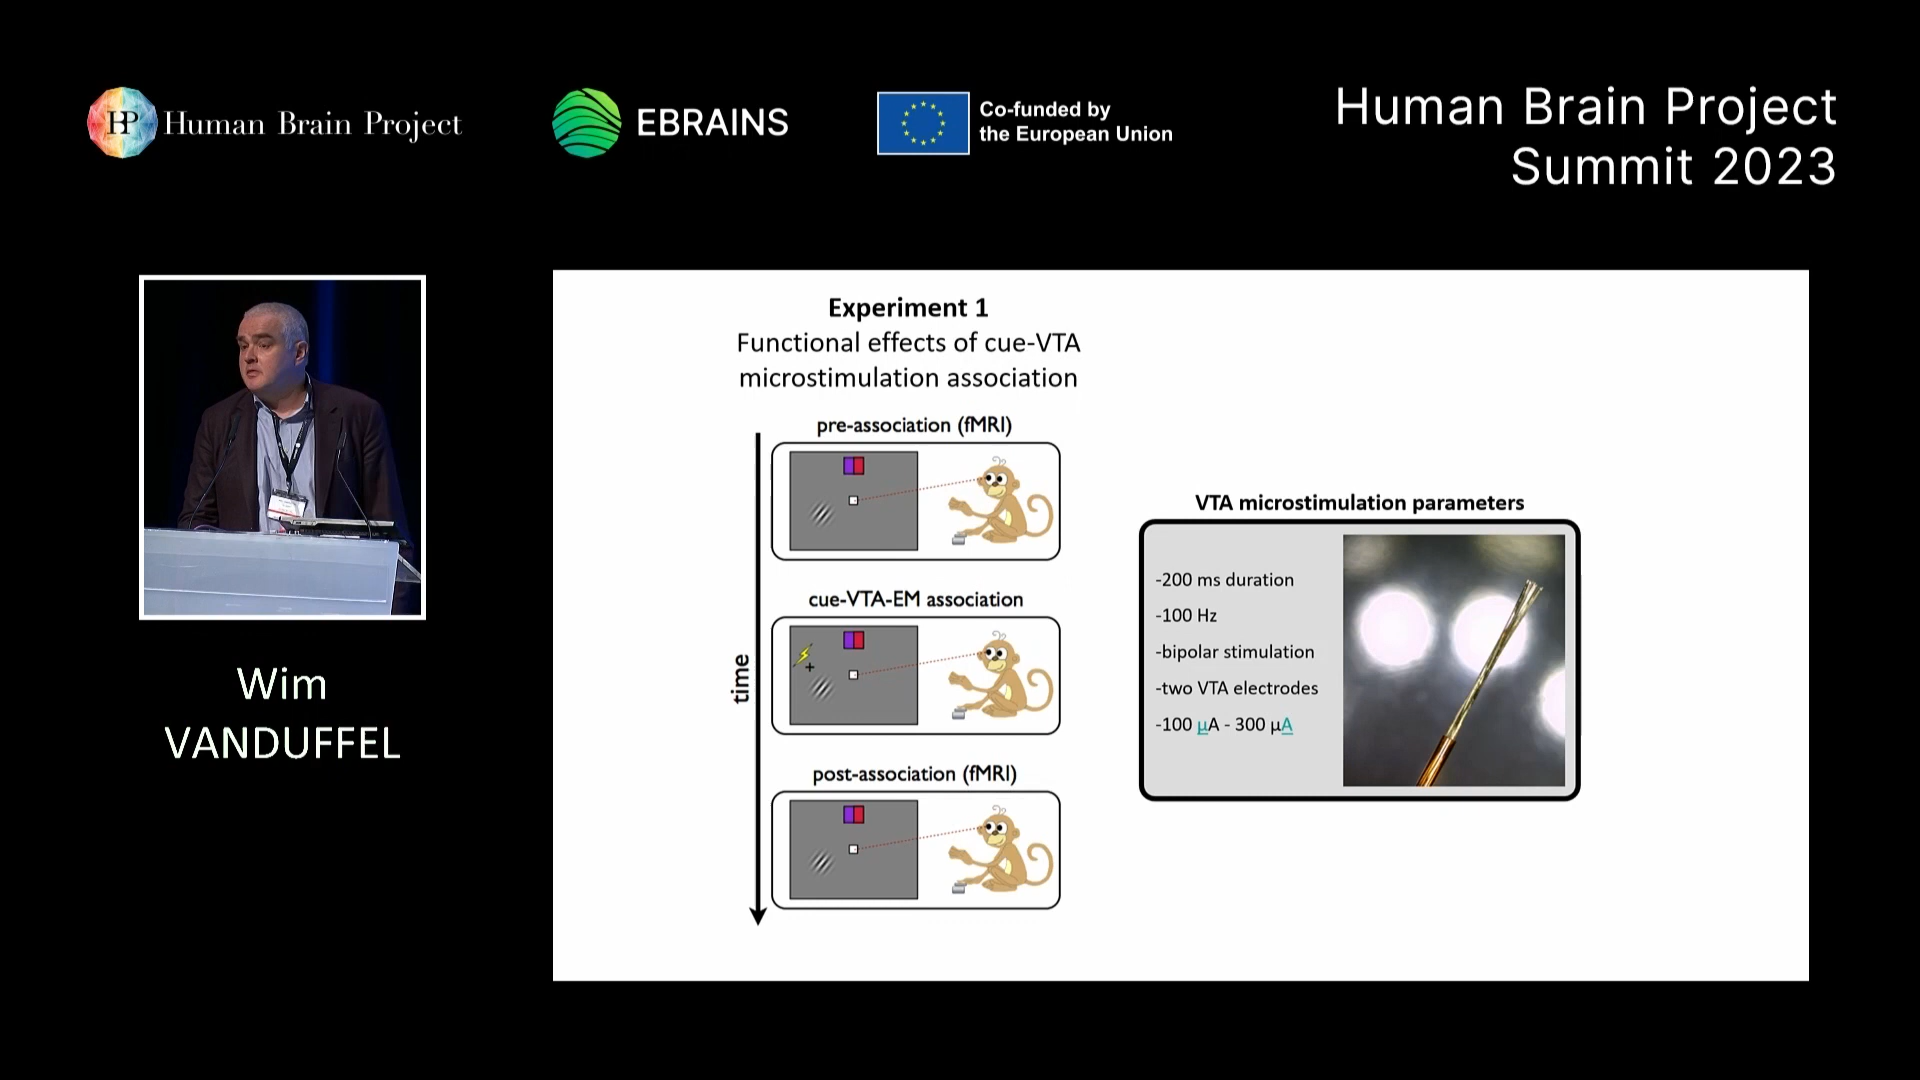 HP Human Brain Project
EBRAINS
Co-funded by
the European Union
Human Brain Project
Summit 2023
Wim
VANDUFFEL
Experiment 1
Functional effects of cue-VTA
microstimulation association
pre-association (fMRI)
cue-VTA-EM association
+
post-association (fMRI)
time
VTA microstimulation parameters
-200 ms duration
-100 Hz
-bipolar stimulation
-two VTA electrodes
-100 µA - 300 µA